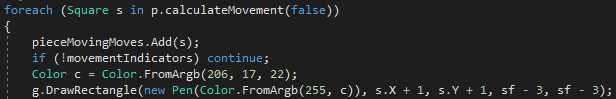 foreach (Square s in p.calculateMovement(false))
{
pieceMovingMoves.Add(s);
if (!movementIndicators) continue;
Color c = Color.FromArgb(206, 17, 22);
g.DrawRectangle(new Pen(Color.FromArgb(255, c)), s.X + 1, s.Y + 1, sf - 3, sf - 3);